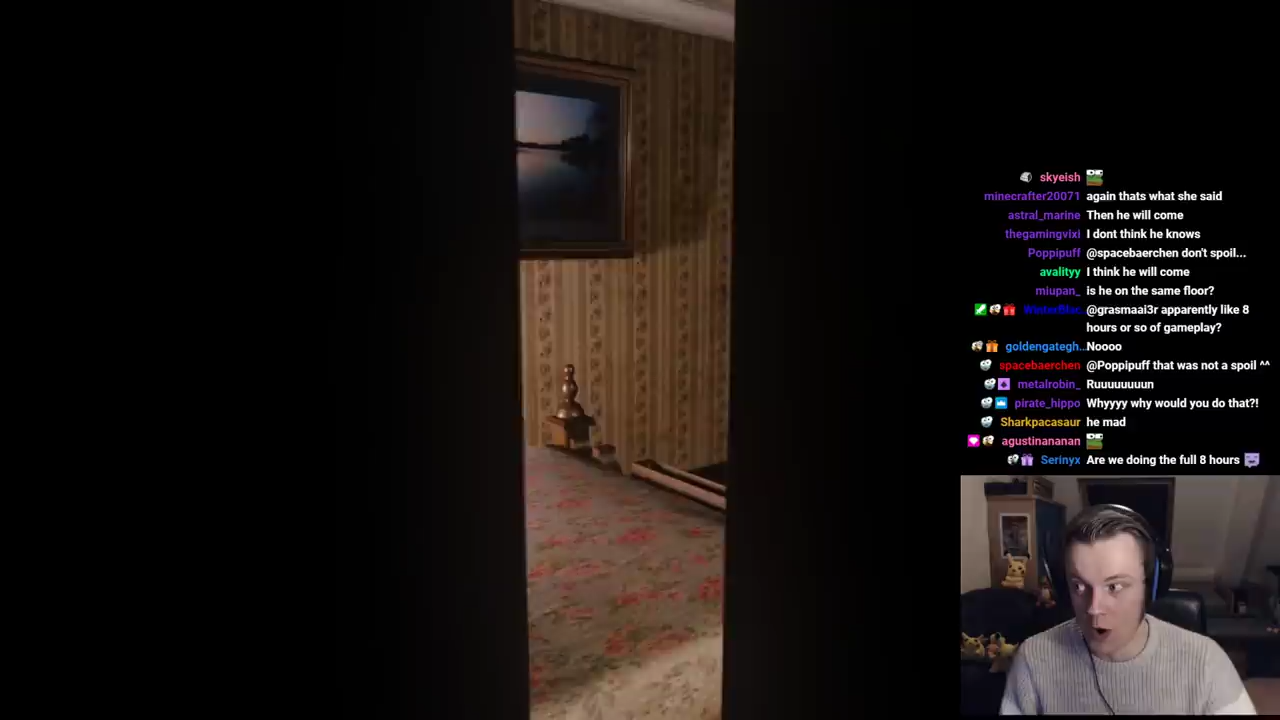 skyeish
minecrafter20071 again thats what she said
astral_marine Then he will come
thegamingvixi I dont think he knows
Poppipuff @spacebaerchen don't spoil...
avalityy I think he will come
miupan_ is he on the same floor?
@grasmaai3r apparently like 8
hours or so of gameplay?
goldengategh... Noooo
spacebaerchen @Poppipuff that was not a spoil ^^
metalrobin_ Ruuuuuuuun
pirate_hippo Whyyyy why would you do that?!
Sharkpacasaur he mad
agustinananan
Serinyx Are we doing the full 8 hours